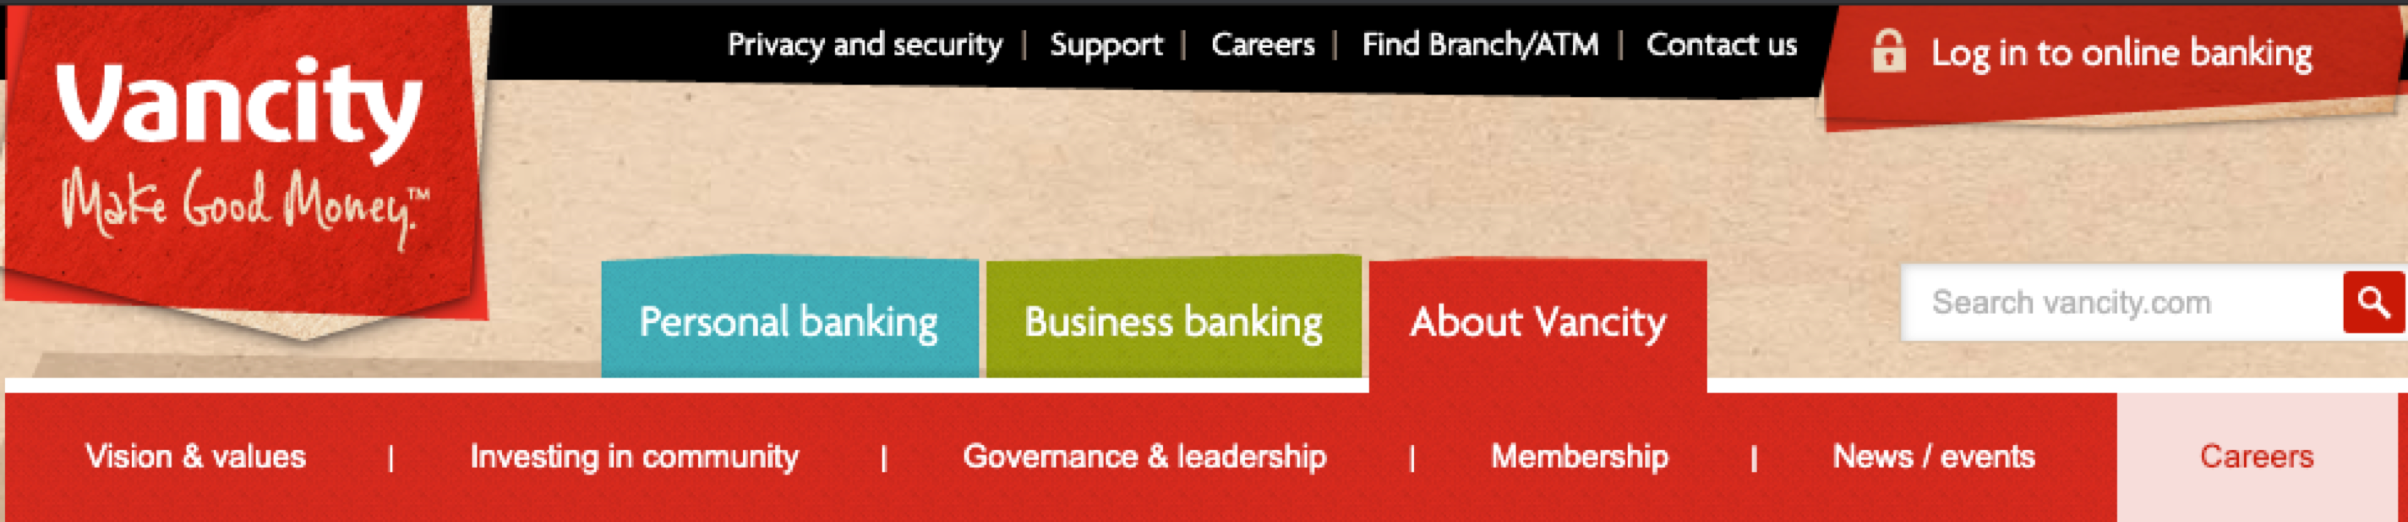 Vancity
Make Good Money.™
Privacy and security | Support | Careers | Find Branch/ATM | Contact us
Log in to online banking
Personal banking
Business banking
About Vancity
Search vancity.com
Vision & values | Investing in community | Governance & leadership | Membership | News / events
Careers